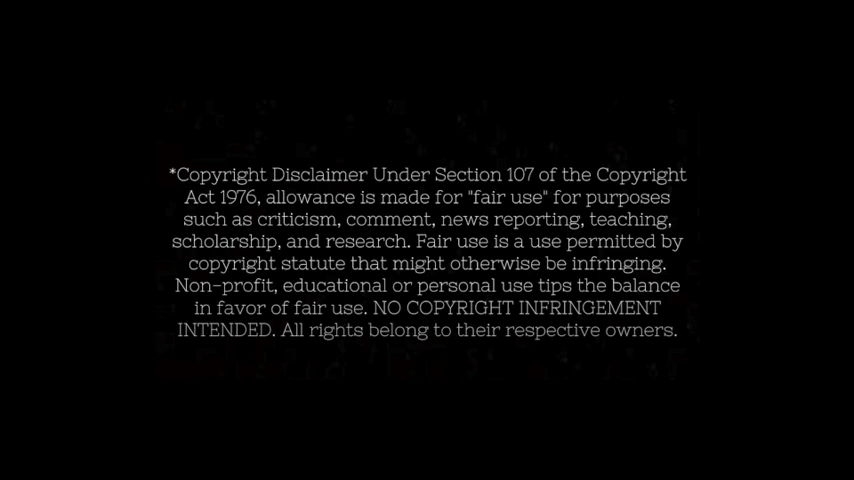 *Copyright Disclaimer Under Section 107 of the Copyright
Act 1976, allowance is made for "fair use" for purposes
such as criticism, comment, news reporting, teaching,
scholarship, and research. Fair use is a use permitted by
copyright statute that might otherwise be infringing.
Non-profit, educational or personal use tips the balance
in favor of fair use. NO COPYRIGHT INFRINGEMENT
INTENDED. All rights belong to their respective owners.